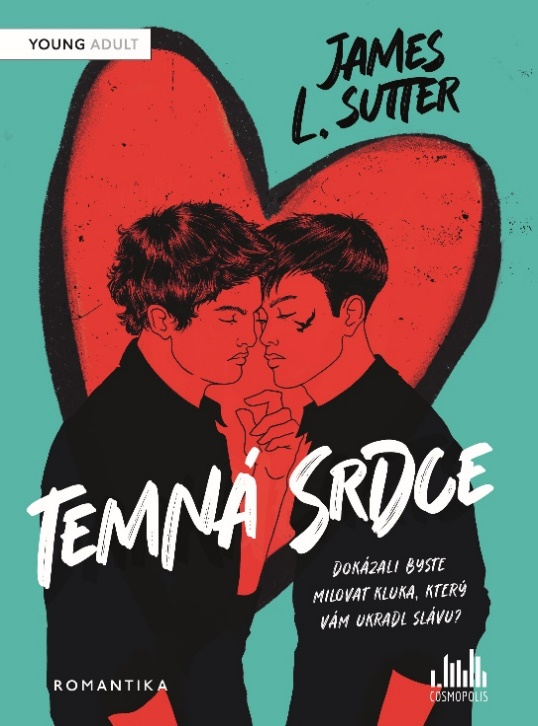 YOUNG ADULT
JAMES
L. SUTTER
TEMNÁ SRDCE
DOKÁZALI BYSTE
MILOVAT KLUKA, KTERÝ
VÁM UKRADL SLÁVU?
ROMANTIKA
COSMOPOLIS